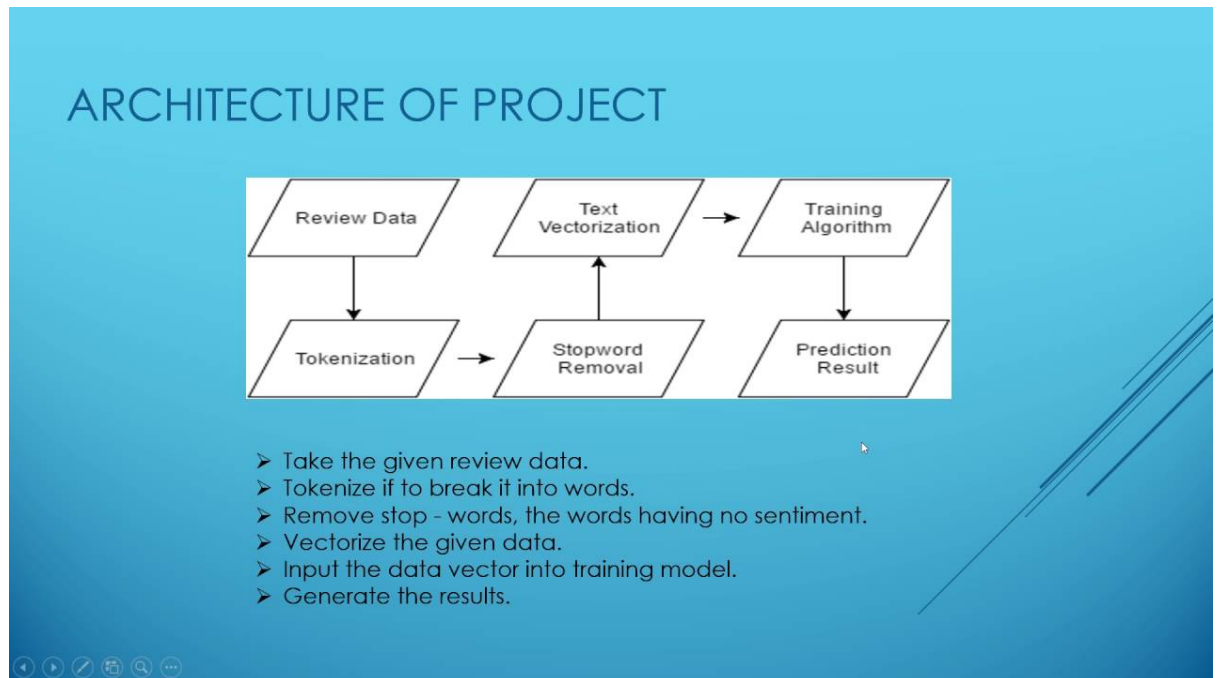 ARCHITECTURE OF PROJECT
Review Data
Text
Vectorization
Training
Algorithm
Tokenization
Stopword
Removal
Prediction
Result
➢ Take the given review data.
➢ Tokenize if to break it into words.
➢ Remove stop - words, the words having no sentiment.
➢ Vectorize the given data.
➢ Input the data vector into training model.
➢ Generate the results.